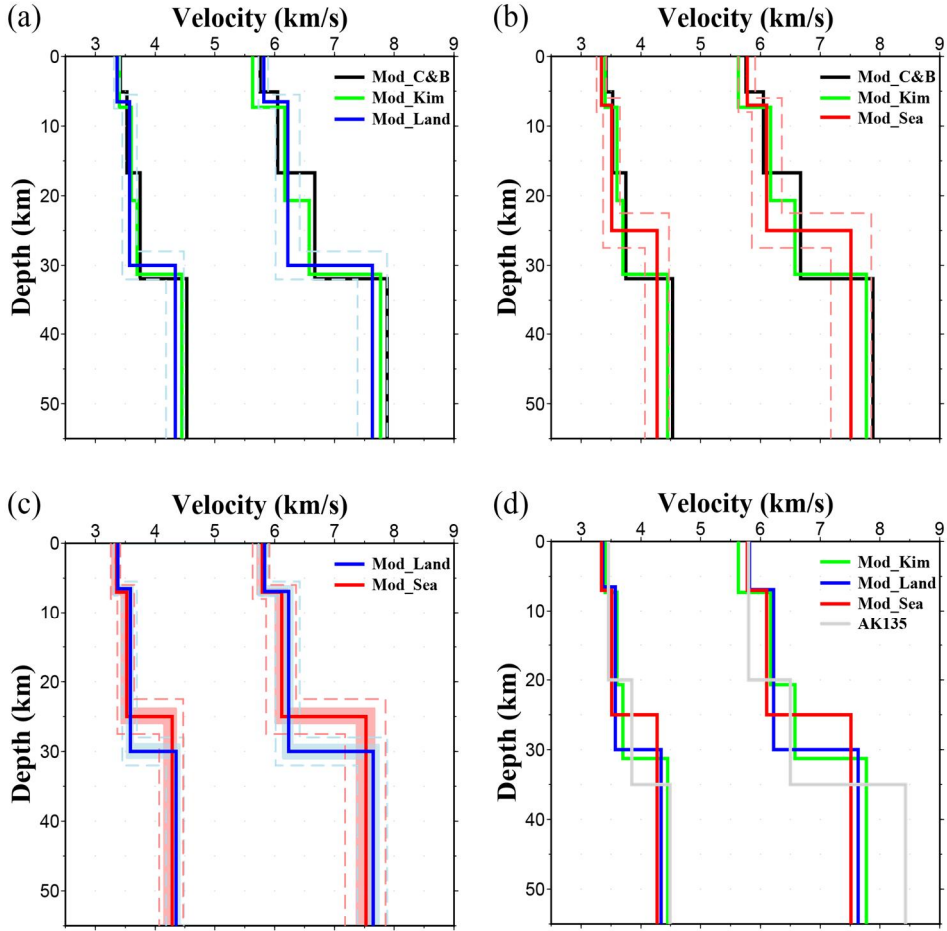 (a)
Velocity (km/s)
3 4 5 6 7 8 9
0
10
20
30
40
50
Depth (km)
Mod_C&B
Mod_Kim
Mod_Land
(b)
Velocity (km/s)
3 4 5 6 7 8 9
0
10
20
30
40
50
Depth (km)
Mod_C&B
Mod_Kim
Mod_Sea
(c)
Velocity (km/s)
3 4 5 6 7 8 9
0
10
20
30
40
50
Depth (km)
Mod_Land
Mod_Sea
(d)
Velocity (km/s)
3 4 5 6 7 8 9
0
10
20
30
40
50
Depth (km)
Mod_Kim
Mod_Land
Mod_Sea
AK135